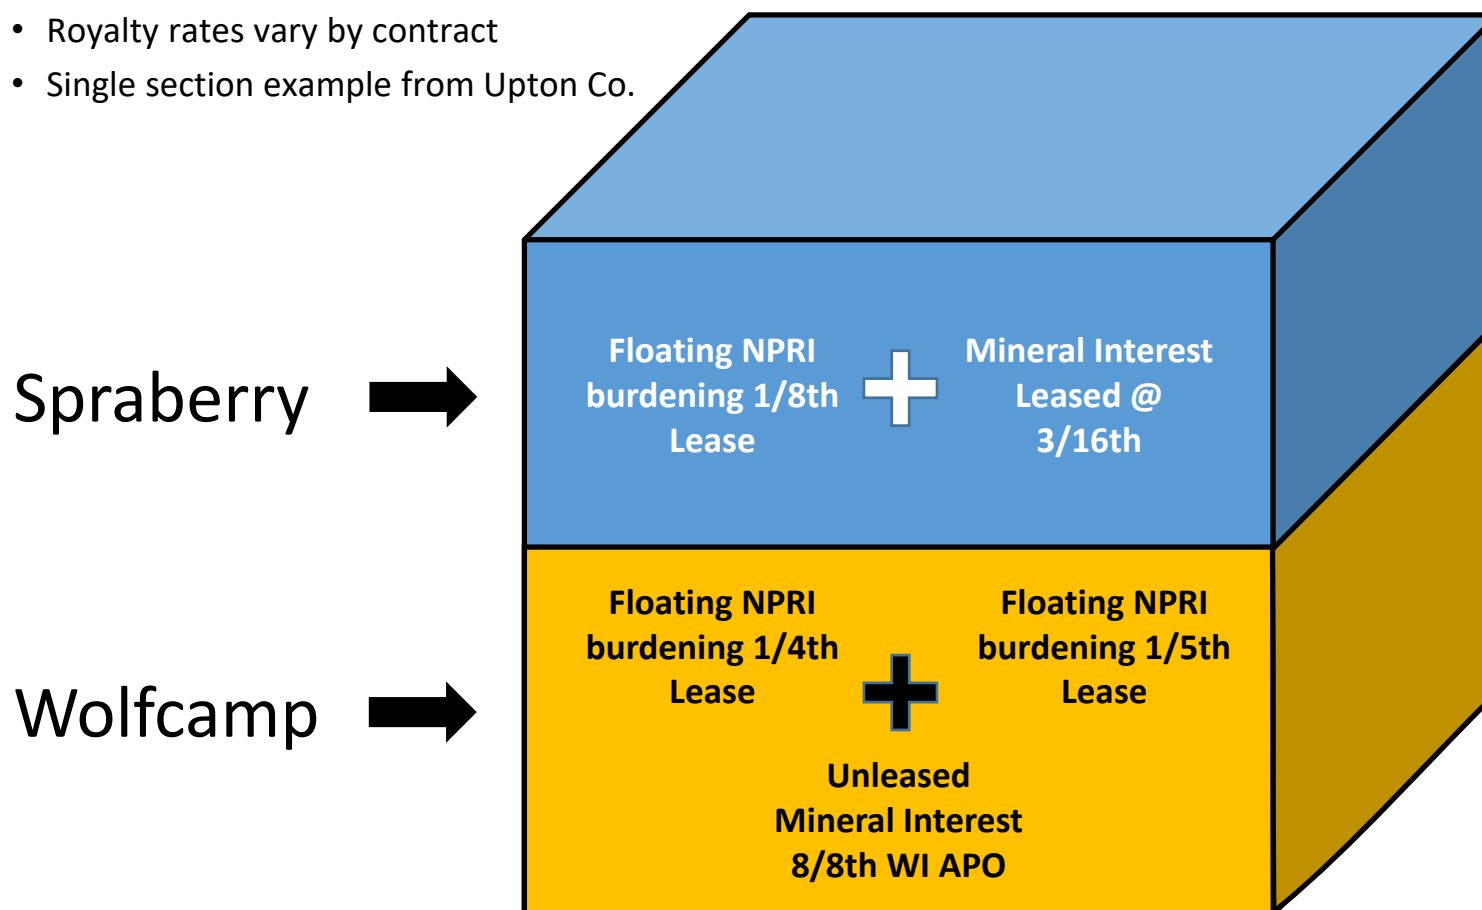 • Royalty rates vary by contract
• Single section example from Upton Co.
Spraberry
Floating NPRI
burdening 1/8th
Lease
Mineral Interest
Leased @
3/16th
Wolfcamp
Floating NPRI
burdening 1/4th
Lease
Floating NPRI
burdening 1/5th
Lease
Unleased
Mineral Interest
8/8th WI APO